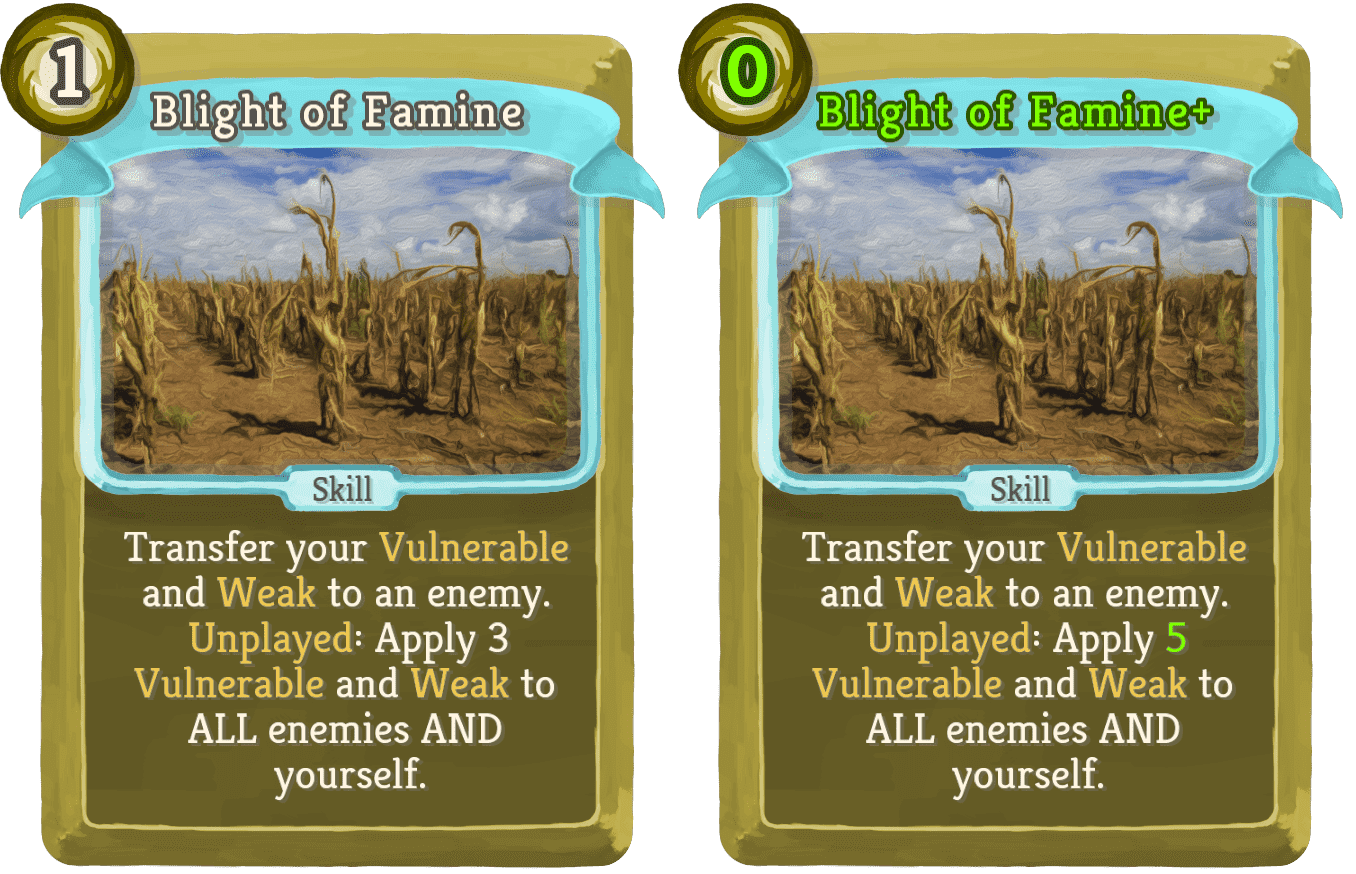 1
Blight of Famine
Skill
Transfer your Vulnerable
and Weak to an enemy.
Unplayed: Apply 3
Vulnerable and Weak to
ALL enemies AND
yourself.
0
Blight of Famine+
Skill
Transfer your Vulnerable
and Weak to an enemy.
Unplayed: Apply 5
Vulnerable and Weak to
ALL enemies AND
yourself.